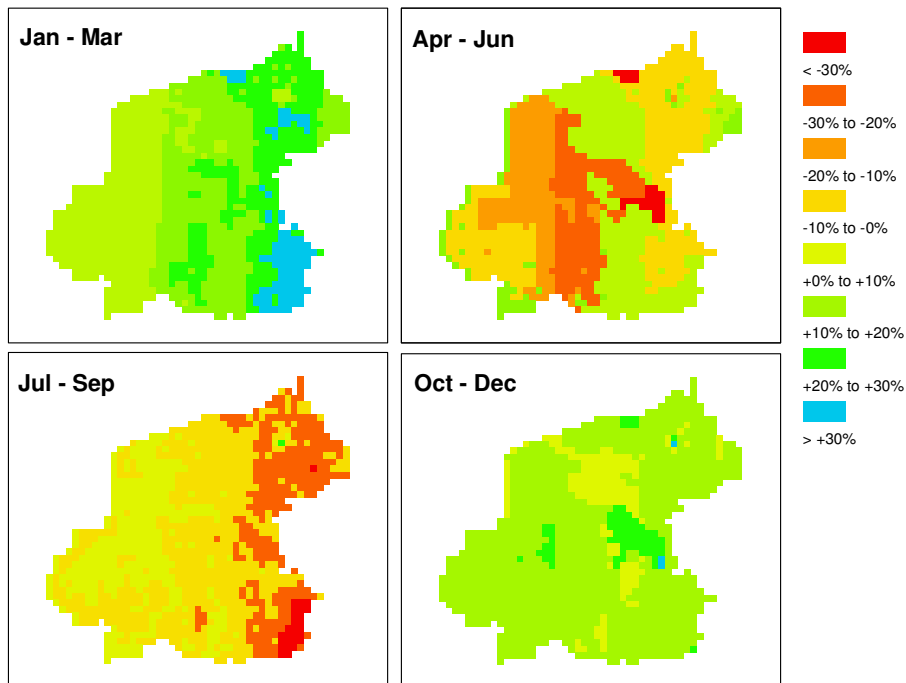 Jan - Mar
Apr - Jun
Jul - Sep
Oct - Dec
< -30%
-30% to -20%
-20% to -10%
-10% to -0%
+0% to +10%
+10% to +20%
+20% to +30%
> +30%